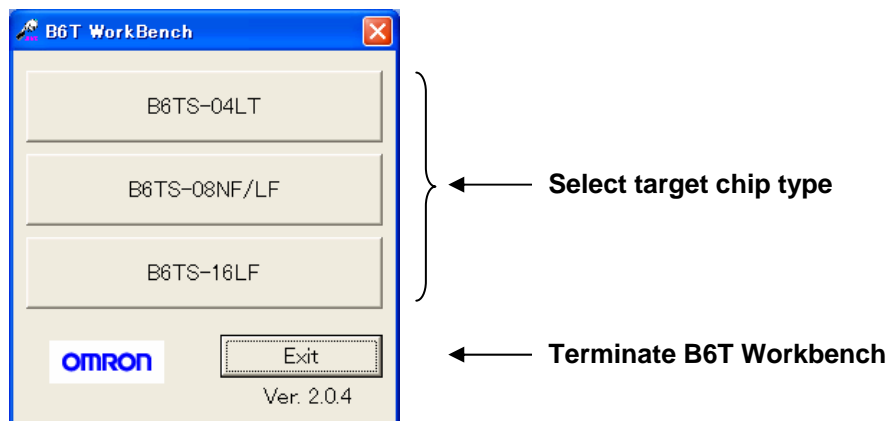 B6T WorkBench
B6TS-04LT
B6TS-08NF/LF
Select target chip type
B6TS-16LF
OMRON
Exit
Terminate B6T Workbench
Ver. 2.0.4